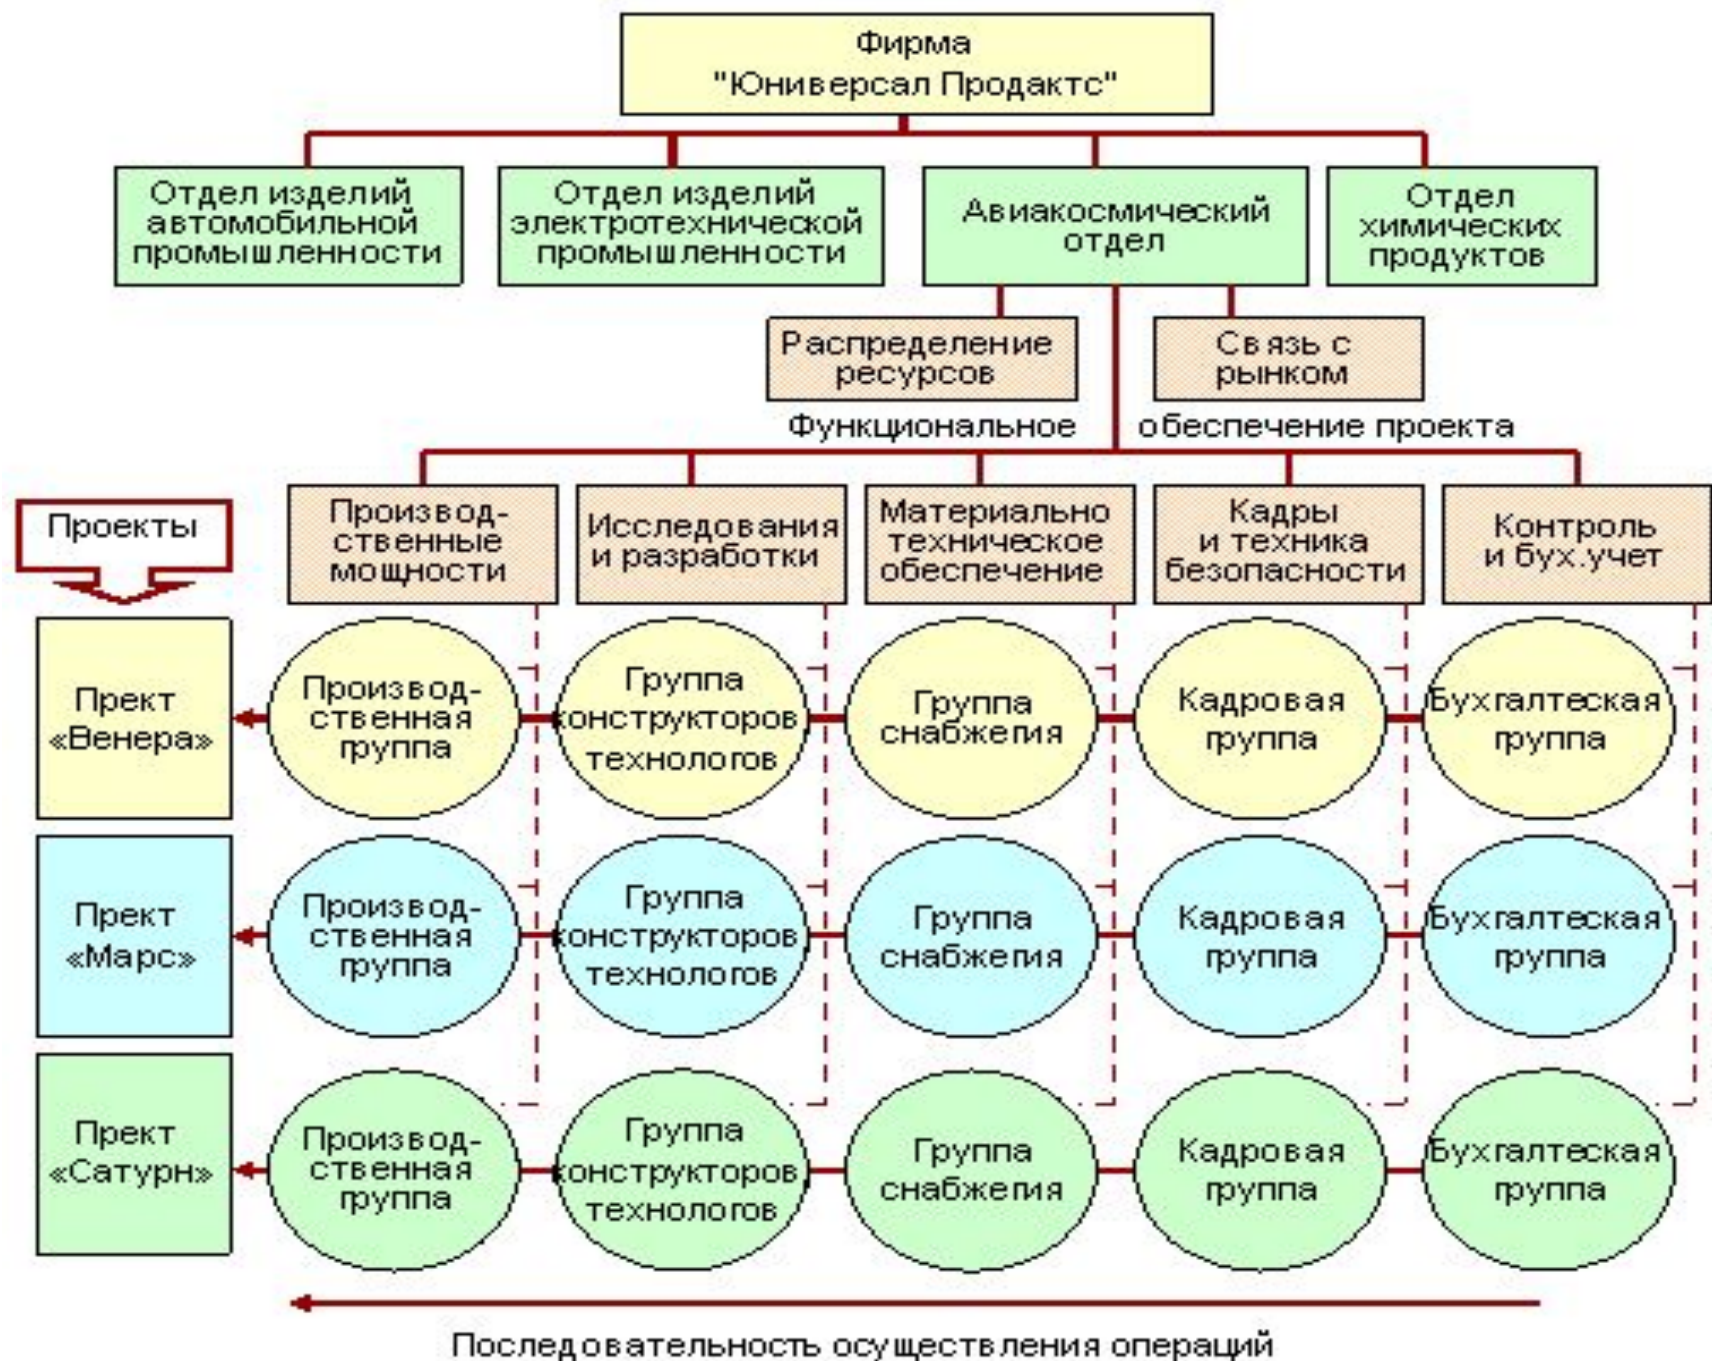 Фирма
"Юниверсал Продактс"
Отдел изделий
автомобильной
промышленности
Отдел изделий
электротехнической
промышленности
Авиакосмический
отдел
Отдел
химических
продуктов
Распределение
ресурсов
Связь с
рынком
Функциональное обеспечение проекта
Проекты
Производ-
ственные
мощности
Исследования
и разработки
Материально
техническое
обеспечение
Кадры
и техника
безопасности
Контроль
и бух.учет
Прект
«Венера»
Производ-
ственная
группа
Группа
конструкторов
технологов
Группа
снабжегия
Кадровая
группа
Бухгалтеская
группа
Прект
«Марс»
Производ-
ственная
группа
Группа
конструкторов
технологов
Группа
снабжегия
Кадровая
группа
Бухгалтеская
группа
Прект
«Сатурн»
Производ-
ственная
группа
Группа
конструкторов
технологов
Группа
снабжегия
Кадровая
группа
Бухгалтеская
группа
Последовательность осуществления операций